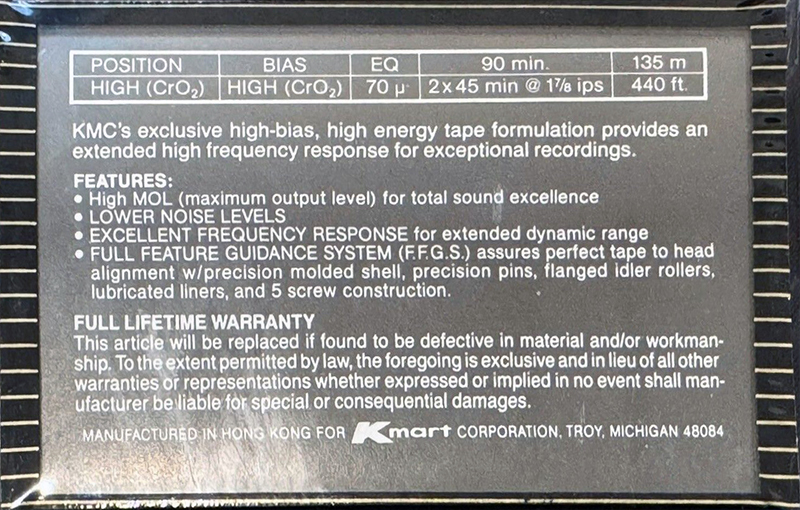 POSITION BIAS EQ 90 min. 135 m
HIGH (CrO₂) HIGH (CrO₂) 70 μ 2x45 min @ 1⅞ ips 440 ft.
KMC's exclusive high-bias, high energy tape formulation provides an
extended high frequency response for exceptional recordings.
FEATURES:
• High MOL (maximum output level) for total sound excellence
• LOWER NOISE LEVELS
• EXCELLENT FREQUENCY RESPONSE for extended dynamic range
• FULL FEATURE GUIDANCE SYSTEM (F.F.G.S.) assures perfect tape to head
alignment w/precision molded shell, precision pins, flanged idler rollers,
lubricated liners, and 5 screw construction.
FULL LIFETIME WARRANTY
This article will be replaced if found to be defective in material and/or workman-
ship. To the extent permitted by law, the foregoing is exclusive and in lieu of all other
warranties or representations whether expressed or implied in no event shall man-
ufacturer be liable for special or consequential damages.
MANUFACTURED IN HONG KONG FOR Kmart CORPORATION, TROY, MICHIGAN 48084